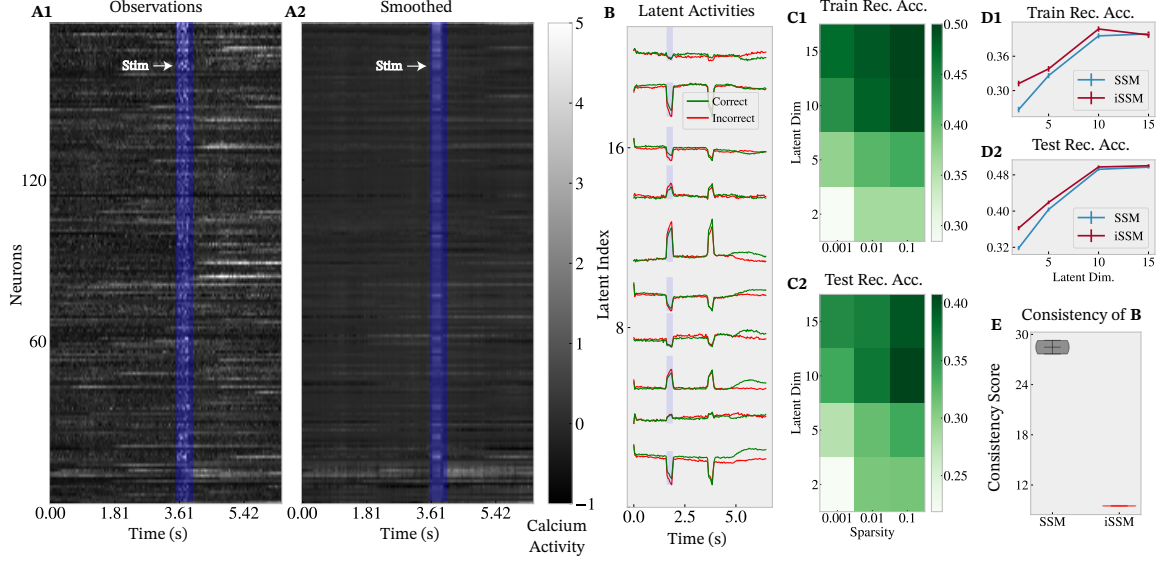 A1
Observations
Stim
Neurons
120
60
0.00 1.81 3.61 5.42
Time (s)
A2
Smoothed
Stim
0.00 1.81 3.61 5.42
Time (s)
5
4
3
2
1
0
−1
Calcium
Activity
B
Latent Activities
Correct
Incorrect
Latent Index
16
8
0.0 2.5 5.0
Time (s)
C1
Train Rec. Acc.
Latent Dim
15
10
5
2
0.001 0.01 0.1
0.50
0.45
0.40
0.35
0.30
C2
Test Rec. Acc.
Latent Dim
15
10
5
2
0.001 0.01 0.1
Sparsity
0.40
0.35
0.30
0.25
D1
Train Rec. Acc.
0.36
0.30
SSM
iSSM
5 10 15
D2
Test Rec. Acc.
0.48
0.40
0.32
SSM
iSSM
5 10 15
Latent Dim.
E
Consistency of B
Consistency Score
30
24
18
12
SSM iSSM